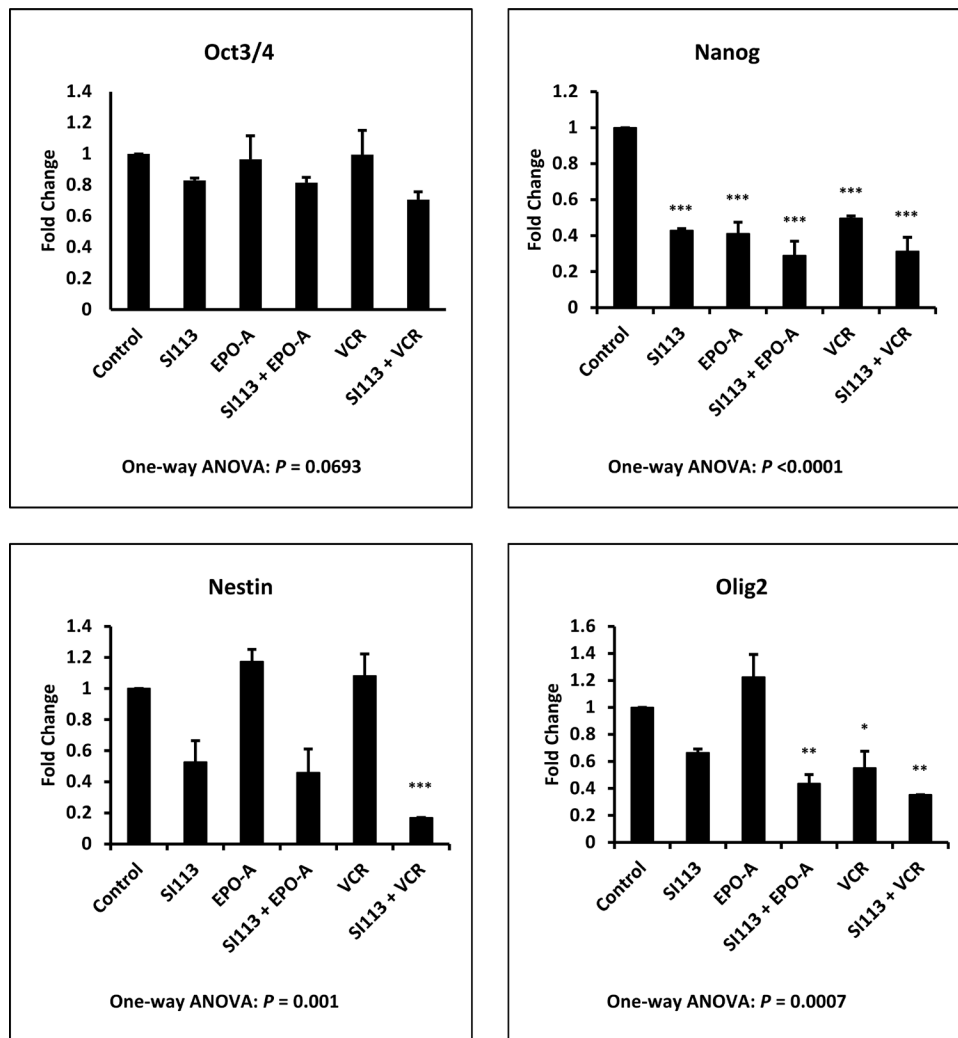 Oct3/4
Fold Change
1.4
1.2
1
0.8
0.6
0.4
0.2
0
Control
SI113
EPO-A
SI113 + EPO-A
VCR
SI113 + VCR
One-way ANOVA: P = 0.0693
Nanog
Fold Change
1.2
1
0.8
0.6
0.4
0.2
0
***
***
***
***
***
Control
SI113
EPO-A
SI113 + EPO-A
VCR
SI113 + VCR
One-way ANOVA: P <0.0001
Nestin
Fold Change
1.4
1.2
1
0.8
0.6
0.4
0.2
0
***
Control
SI113
EPO-A
SI113 + EPO-A
VCR
SI113 + VCR
One-way ANOVA: P = 0.001
Olig2
Fold Change
1.6
1.4
1.2
1
0.8
0.6
0.4
0.2
0
**
*
**
Control
SI113
EPO-A
SI113 + EPO-A
VCR
SI113 + VCR
One-way ANOVA: P = 0.0007